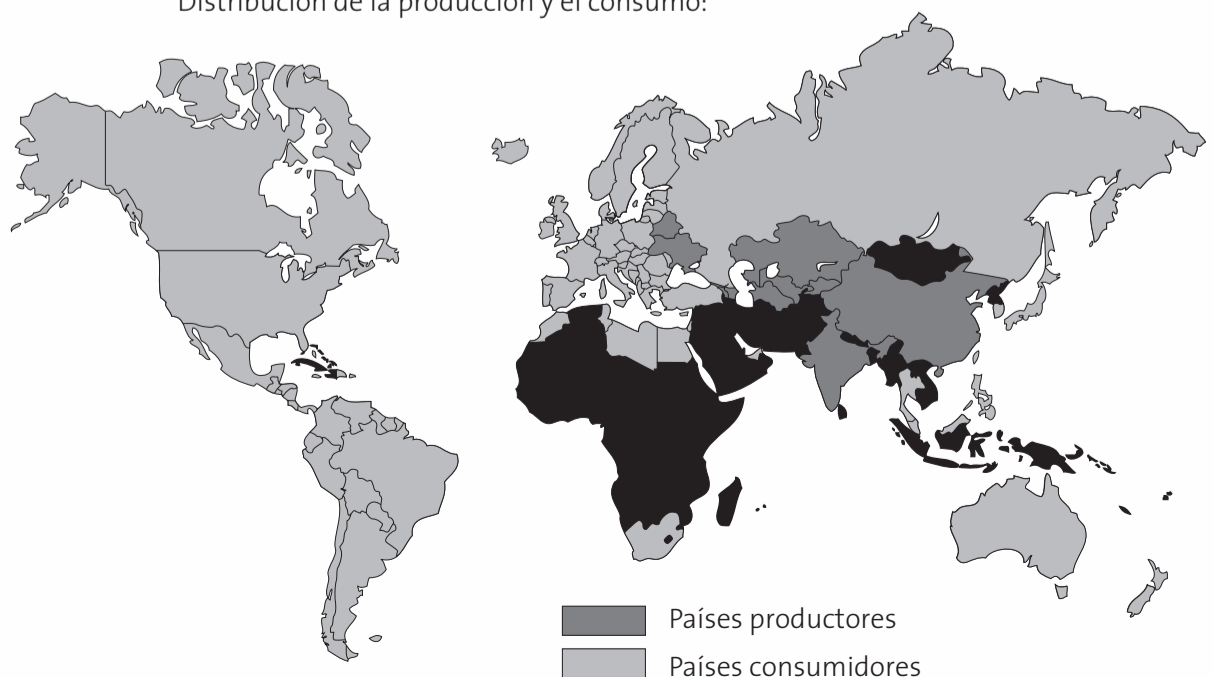 Distribución de la producción y el consumo:
Países productores
Países consumidores